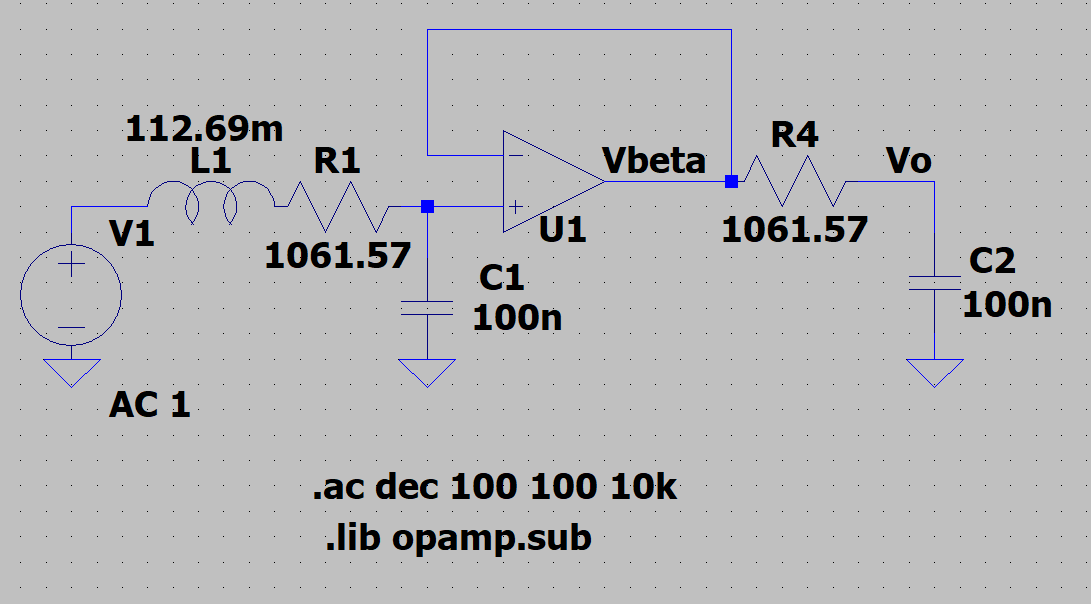 112.69m
L1
R1
V1
1061.57
AC 1
C1
100n
U1
Vbeta
R4
1061.57
Vo
C2
100n
.ac dec 100 100 10k
.lib opamp.sub